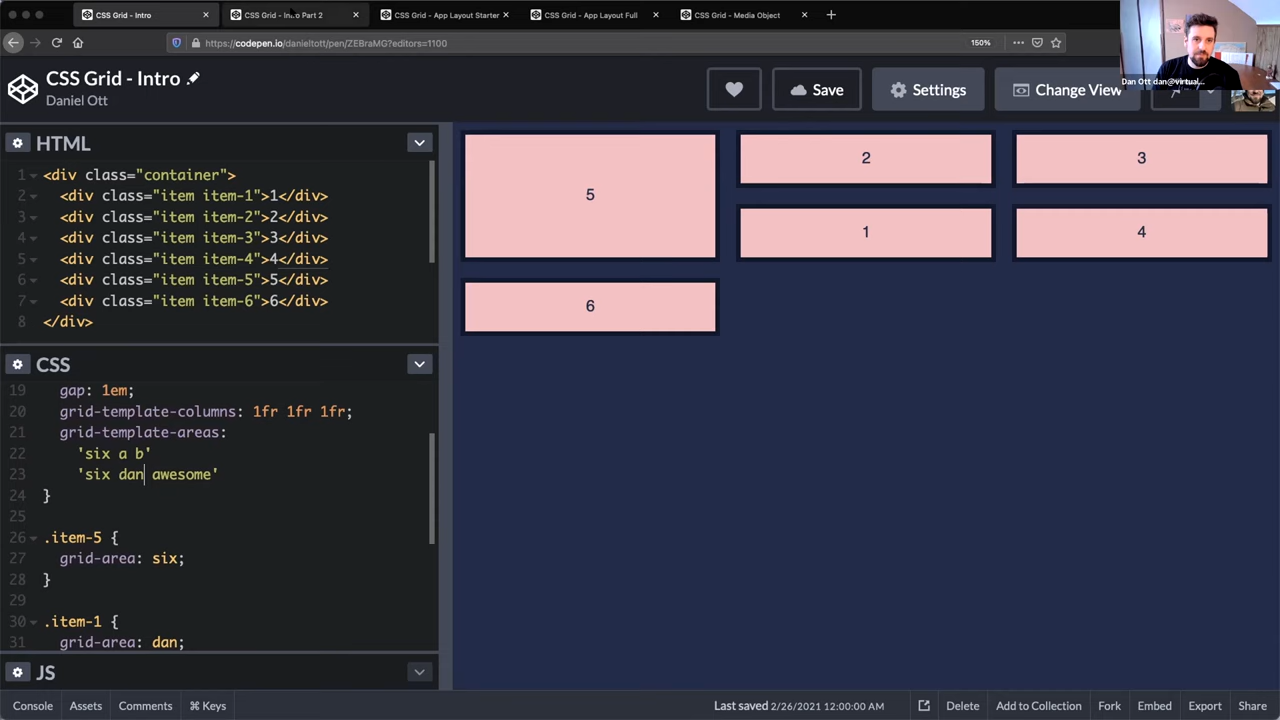 CSS Grid - Intro
CSS Grid - Intro Part 2
CSS Grid - App Layout Starter
CSS Grid - App Layout Full
CSS Grid - Media Object
https://codepen.io/danieltott/pen/ZEBraMG?editors=1100
150%
Dan Ott dan@virtual...
CSS Grid - Intro
Daniel Ott
Save
Settings
Change View
HTML
1 <div class="container">
2 <div class="item item-1">1</div>
3 <div class="item item-2">2</div>
4 <div class="item item-3">3</div>
5 <div class="item item-4">4</div>
6 <div class="item item-5">5</div>
7 <div class="item item-6">6</div>
8 </div>
CSS
19 gap: 1em;
20 grid-template-columns: 1fr 1fr 1fr;
21 grid-template-areas:
22 'six a b'
23 'six dan awesome'
24 }
25
26 .item-5 {
27 grid-area: six;
28 }
29
30 .item-1 {
31 grid-area: dan;
JS
5
2
3
1
4
6
Console
Assets
Comments
⌘ Keys
Last saved 2/26/2021 12:00:00 AM
Delete
Add to Collection
Fork
Embed
Export
Share